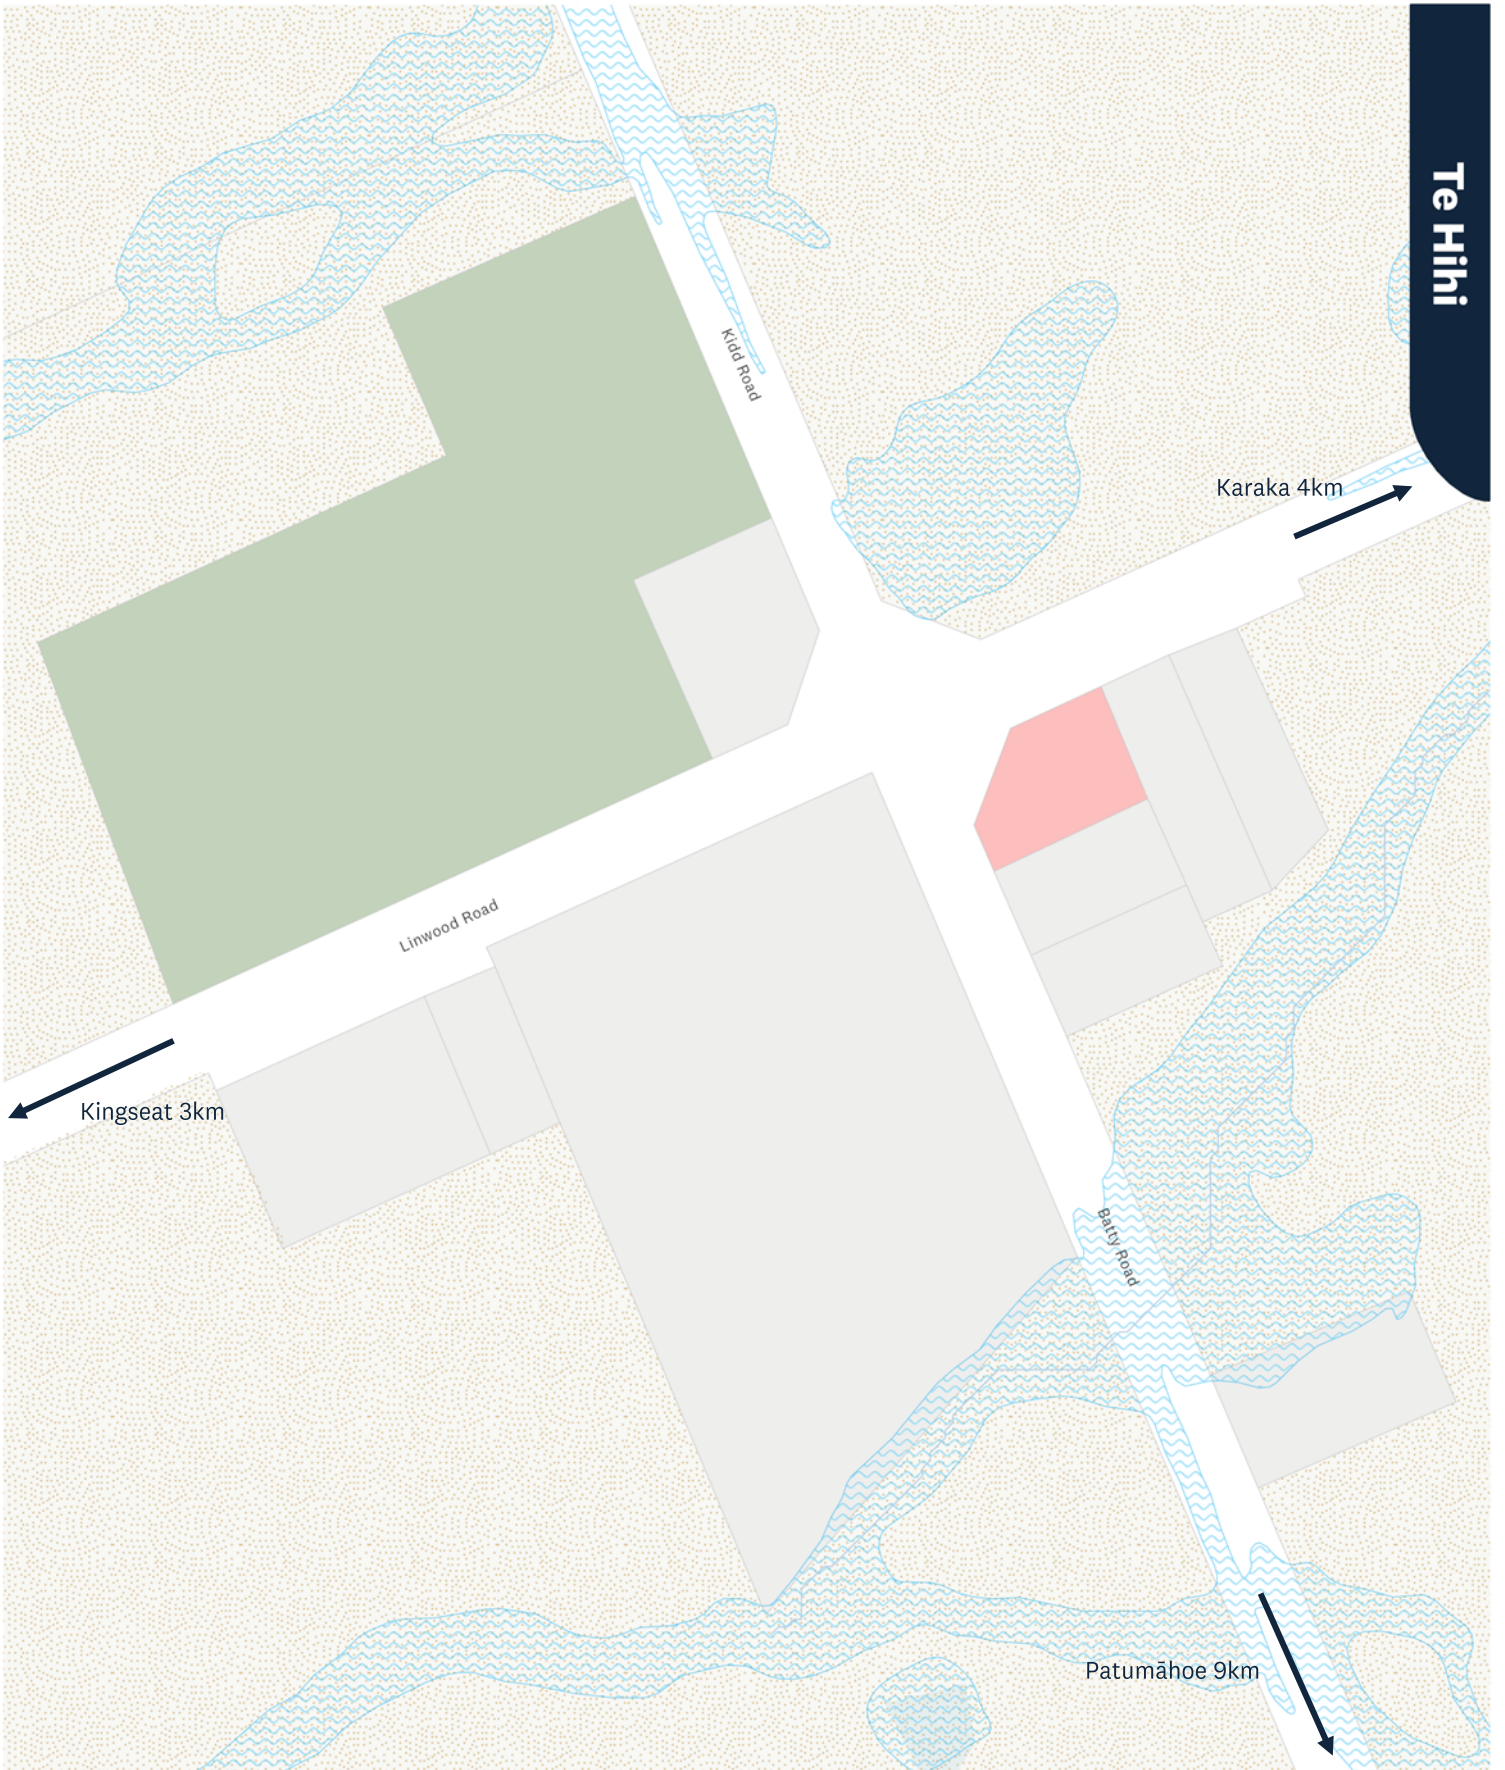 Te Hihi
Kidd Road
Karaka 4km
Linwood Road
Kingseat 3km
Batty Road
Patumāhoe 9km